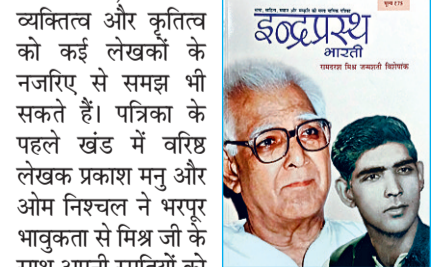 व्यक्तित्व और कृतित्व
को कई लेखकों के
नजरिए से समझ भी
सकते हैं। पत्रिका के
पहले खंड में वरिष्ठ
लेखक प्रकाश मनु और
ओम निश्चल ने भरपूर
भावुकता से मिश्र जी के
इन्द्रप्रस्थ
भारती
रामदरश मिश्र जन्मशती विशेषांक